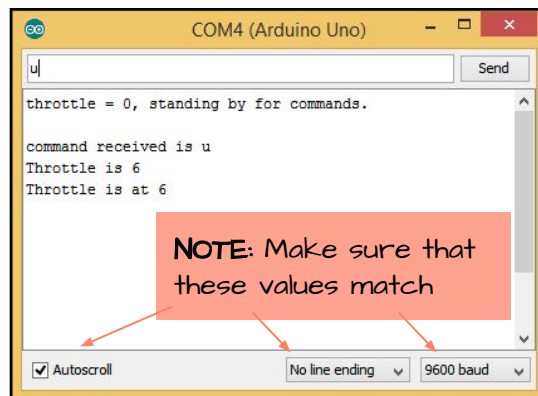 COM4 (Arduino Uno)
u
Send
throttle = 0, standing by for commands.
command received is u
Throttle is 6
Throttle is at 6
NOTE: Make sure that
these values match
Autoscroll
No line ending
9600 baud